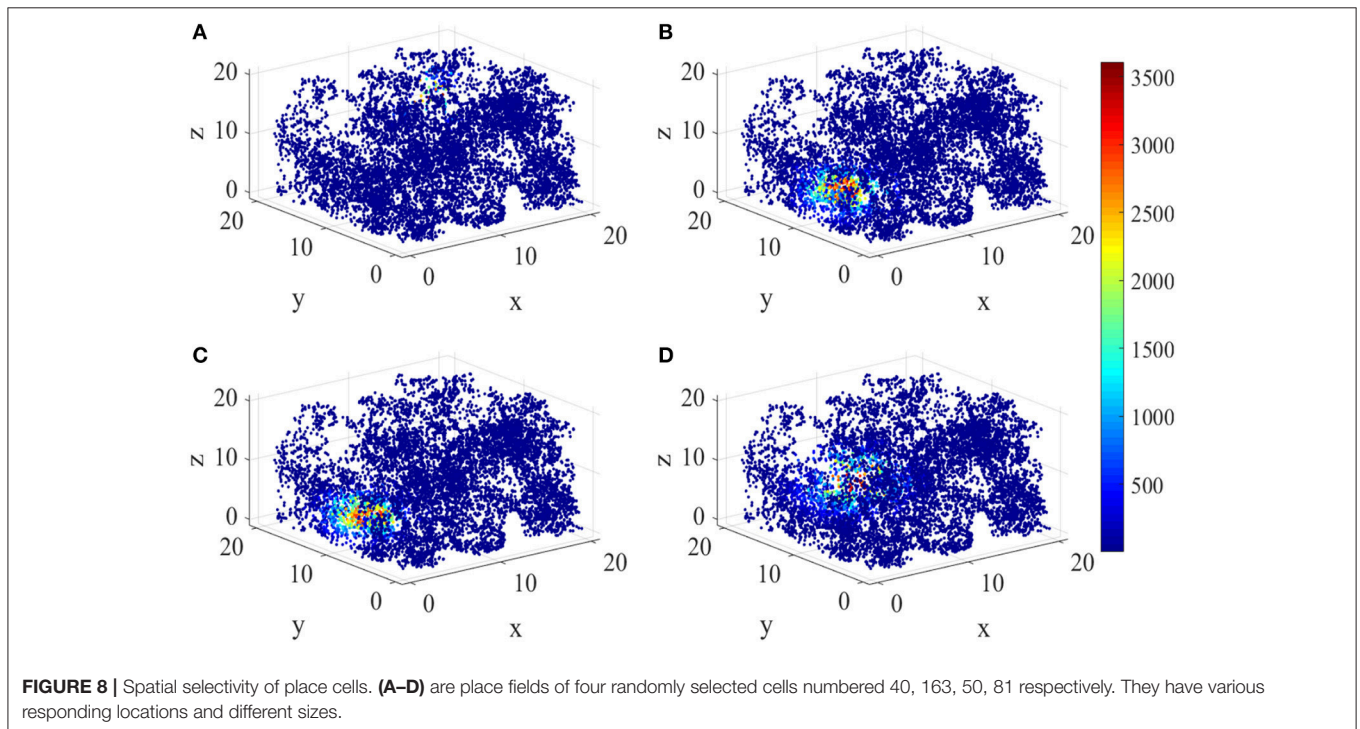 A
B
20
10
0
z
20
10
0
y
0
10
20
x
20
10
0
z
20
10
0
y
0
10
20
x
3500
3000
2500
2000
1500
1000
500
C
D
20
10
0
z
20
10
0
y
0
10
20
x
20
10
0
z
20
10
0
y
0
10
20
x
FIGURE 8 | Spatial selectivity of place cells. (A–D) are place fields of four randomly selected cells numbered 40, 163, 50, 81 respectively. They have various
responding locations and different sizes.